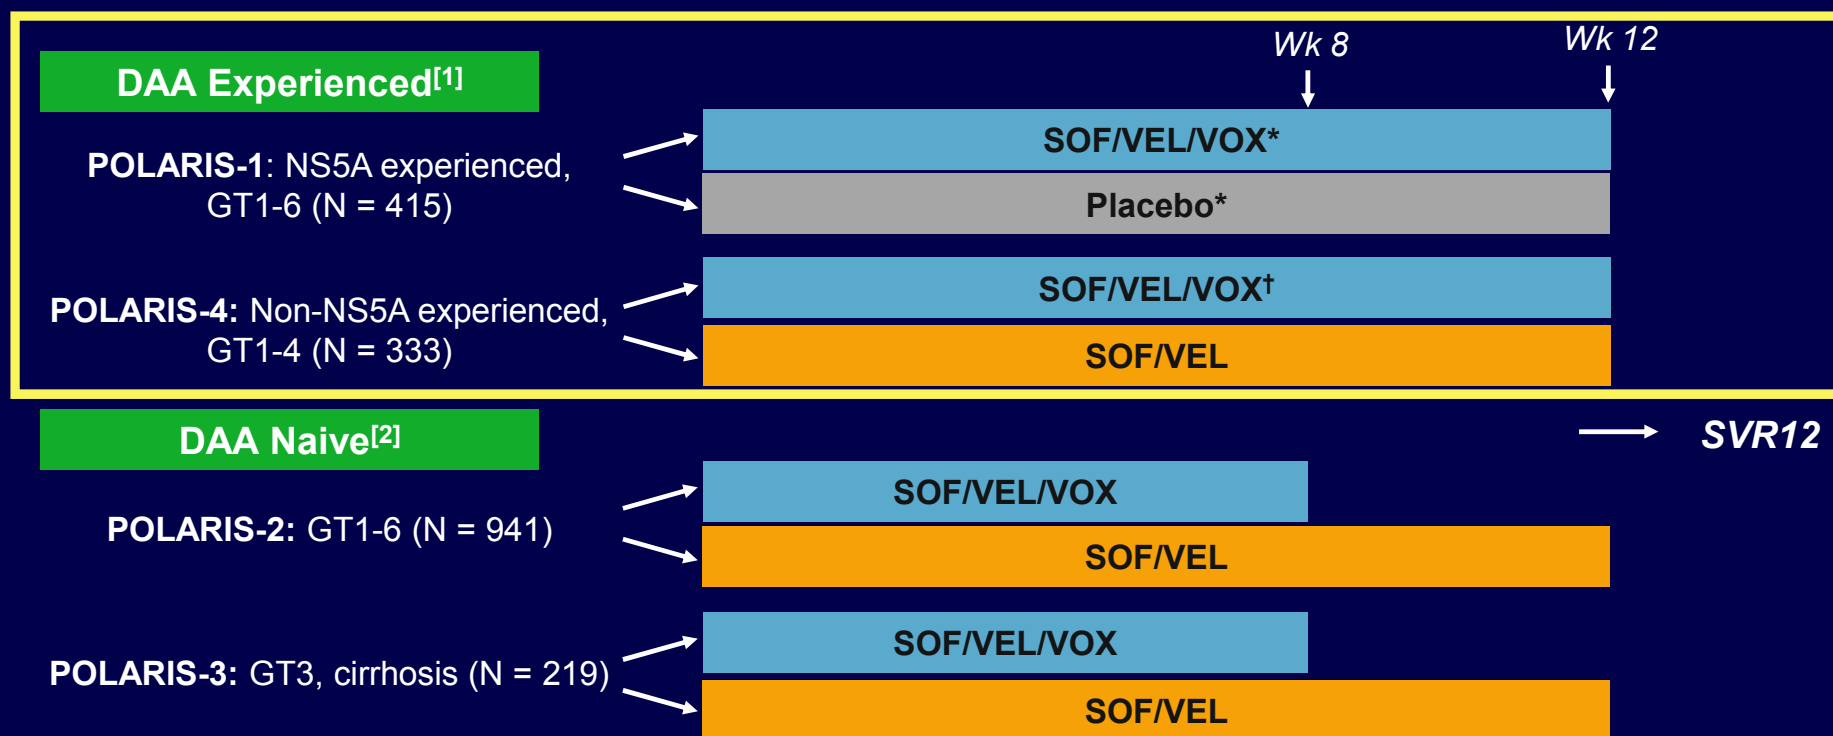 Wk 8
Wk 12
DAA Experienced[1]
POLARIS-1: NS5A experienced,
GT1-6 (N = 415)
SOF/VEL/VOX*
Placebo*
POLARIS-4: Non-NS5A experienced,
GT1-4 (N = 333)
SOF/VEL/VOX†
SOF/VEL
DAA Naive[2]
SVR12
POLARIS-2: GT1-6 (N = 941)
SOF/VEL/VOX
SOF/VEL
POLARIS-3: GT3, cirrhosis (N = 219)
SOF/VEL/VOX
SOF/VEL